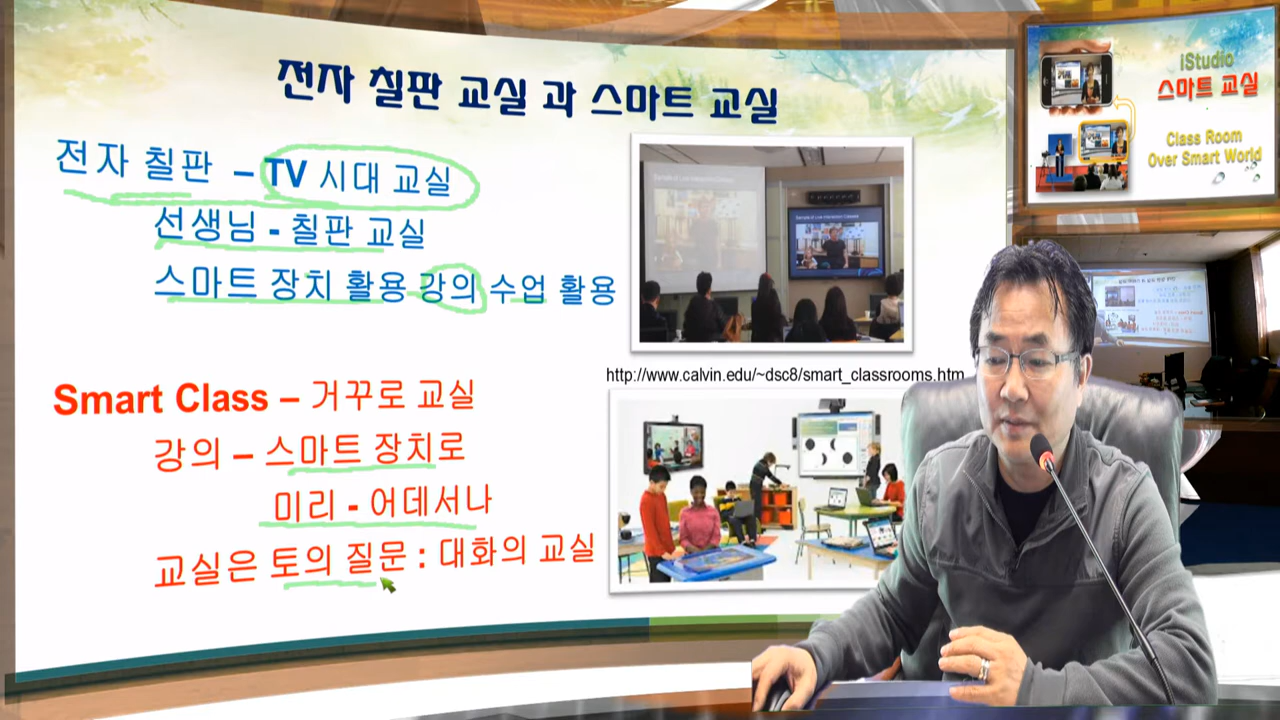 전자 칠판 교실 과 스마트 교실
전자 칠판 – TV 시대 교실
선생님 - 칠판 교실
스마트 장치 활용 강의 수업 활용
http://www.calvin.edu/~dsc8/smart_classrooms.htm
Smart Class – 거꾸로 교실
강의 – 스마트 장치로
미리 - 어데서나
교실은 토의 질문 : 대화의 교실
iStudio
스마트 교실
Class Room
Over Smart World